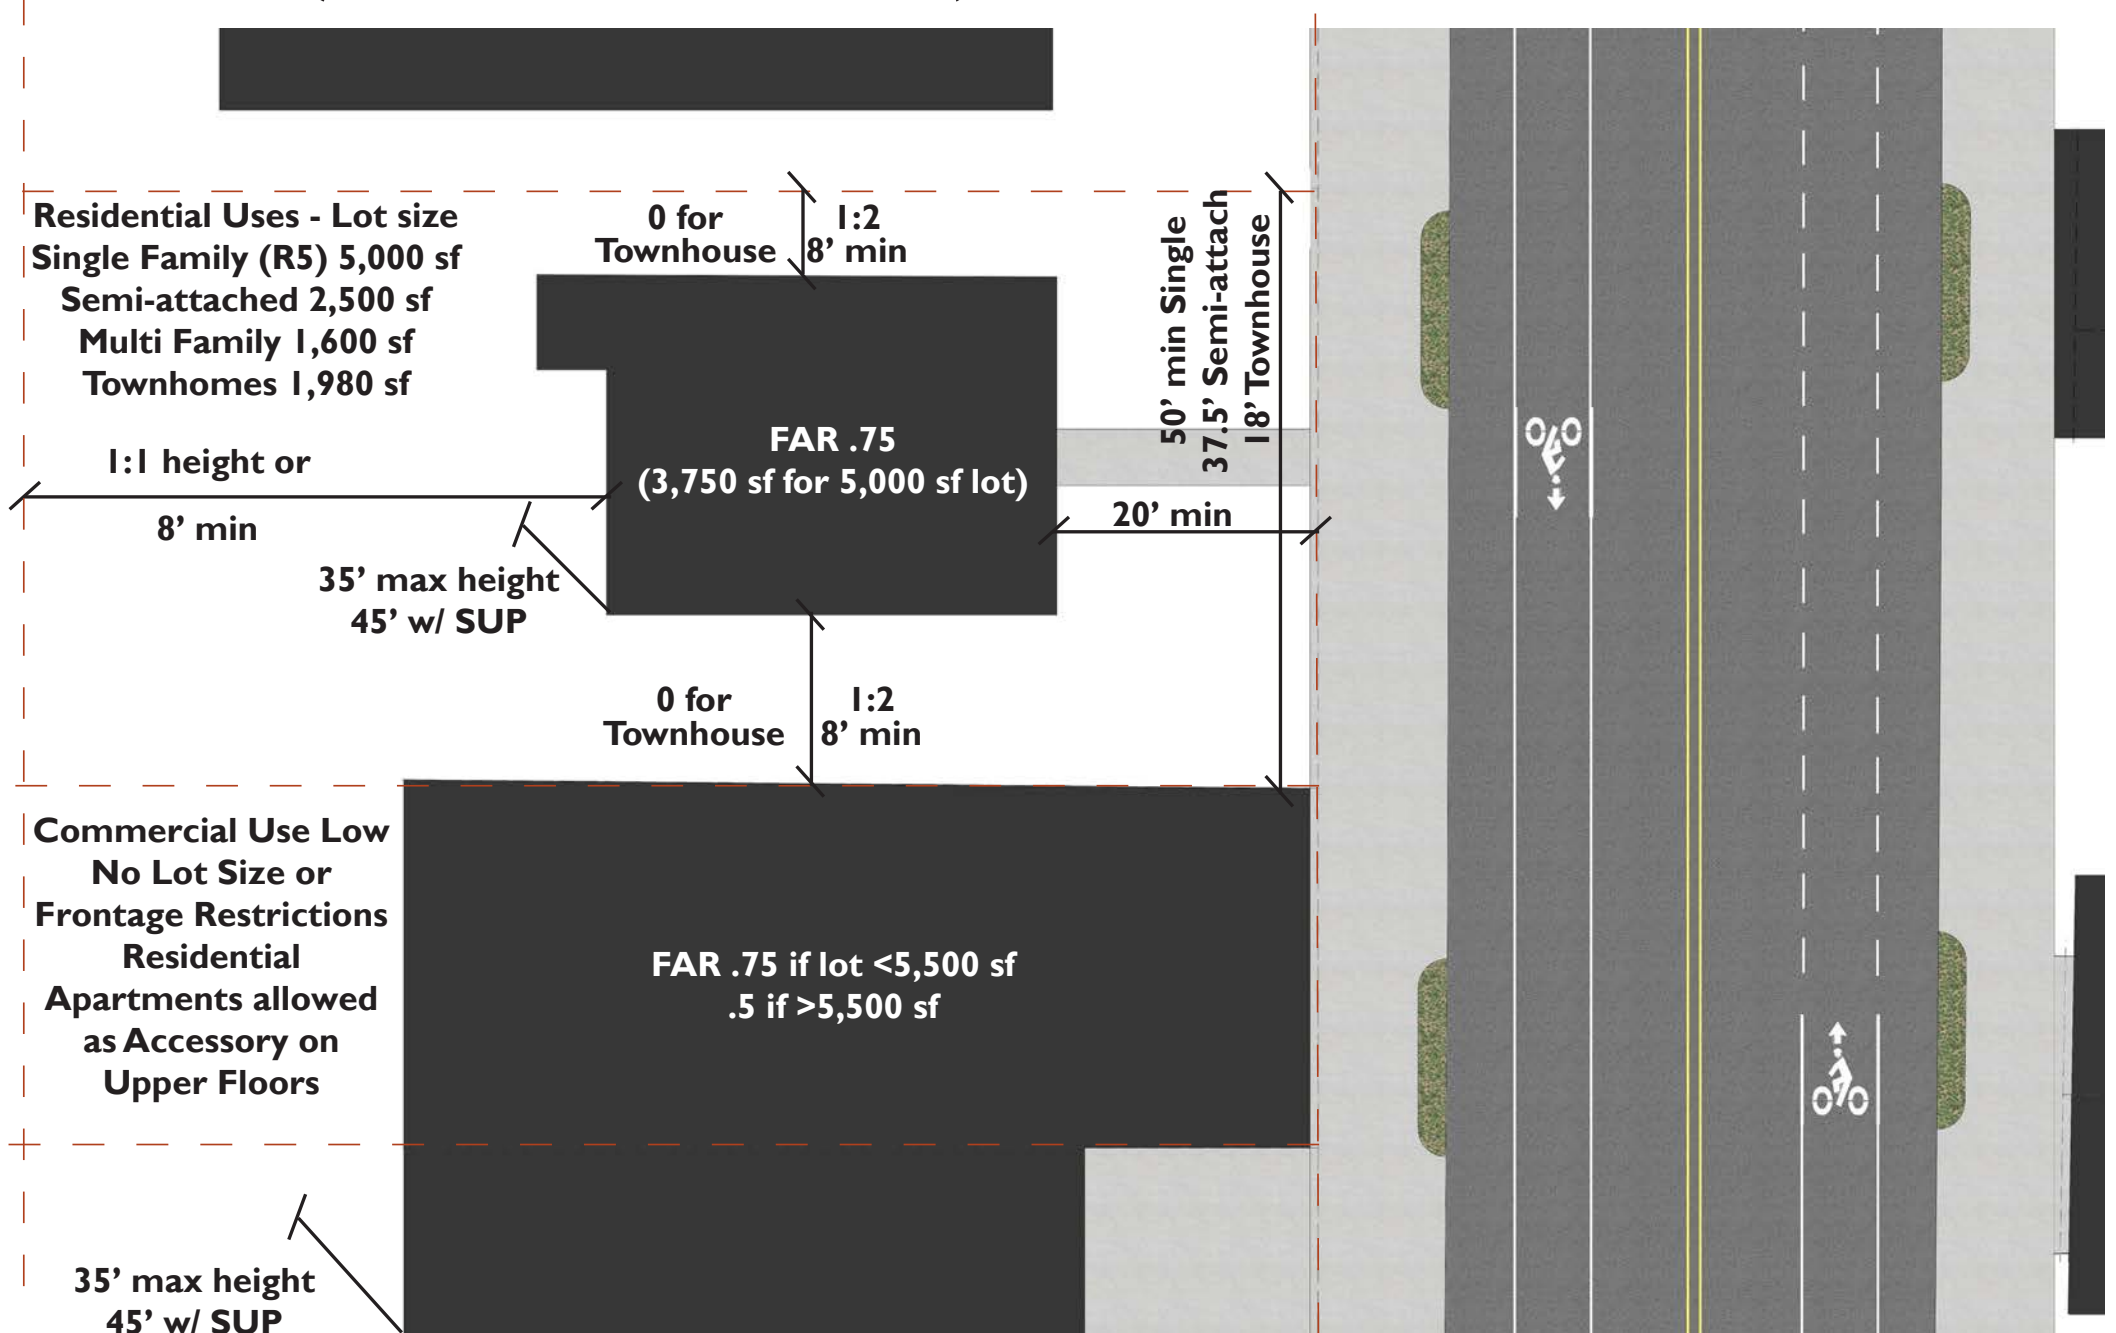 Residential Uses - Lot size
Single Family (R5) 5,000 sf
Semi-attached 2,500 sf
Multi Family 1,600 sf
Townhomes 1,980 sf
0 for
Townhouse
1:2
8’ min
50’ min Single
37.5’ Semi-attach
18’ Townhouse
FAR .75
(3,750 sf for 5,000 sf lot)
1:1 height or
8’ min
20’ min
35’ max height
45’ w/ SUP
0 for
Townhouse
1:2
8’ min
Commercial Use Low
No Lot Size or
Frontage Restrictions
Residential
Apartments allowed
as Accessory on
Upper Floors
FAR .75 if lot <5,500 sf
.5 if >5,500 sf
35’ max height
45’ w/ SUP